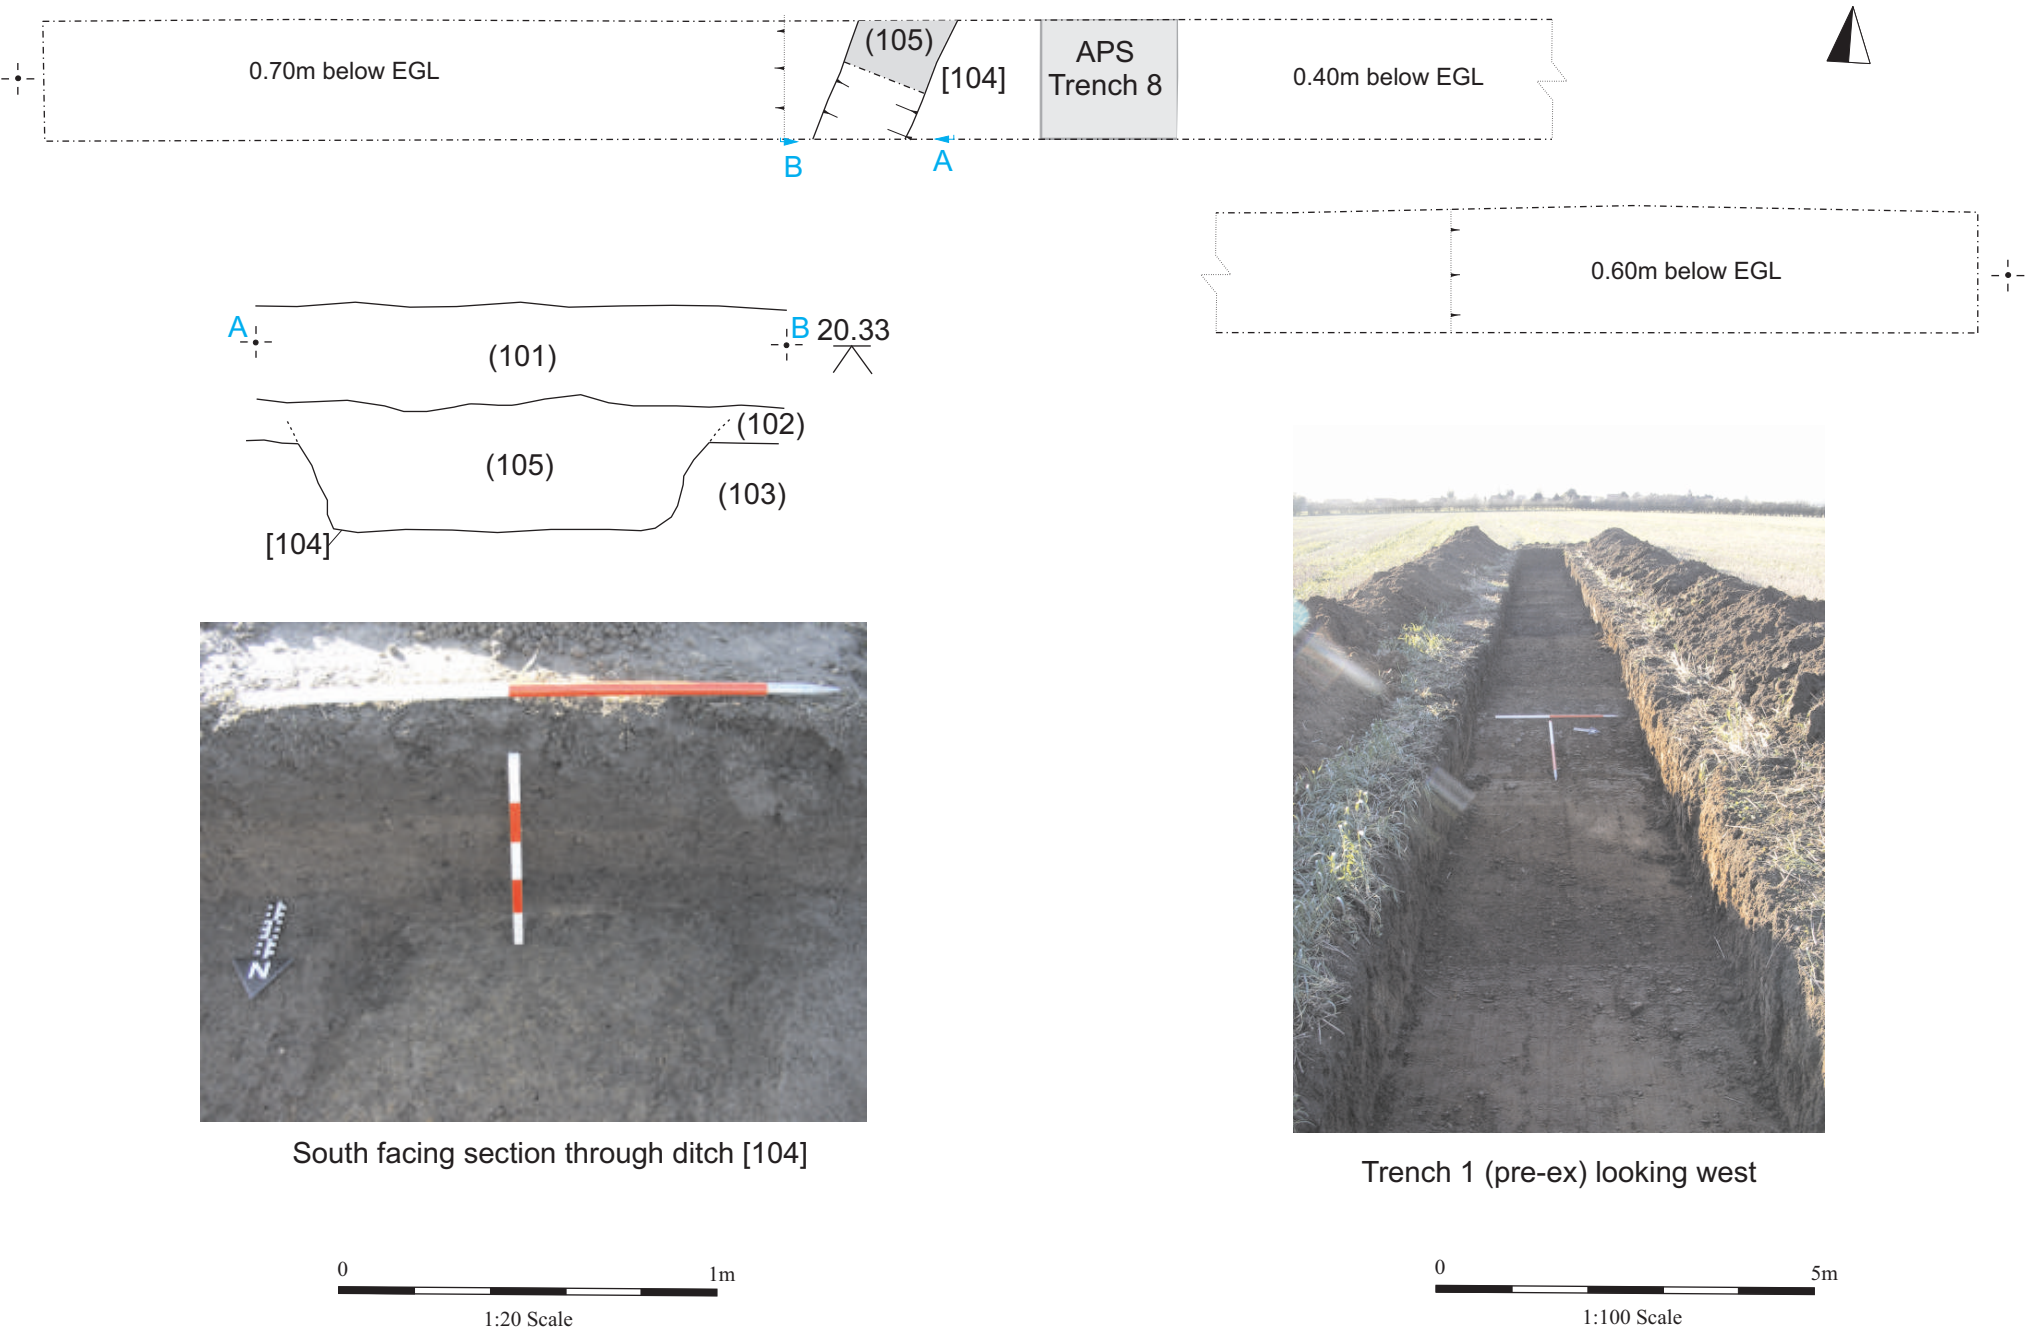 (105)
[104]
APS
Trench 8
0.70m below EGL
0.40m below EGL
B
A
0.60m below EGL
A
B
20.33
(101)
(102)
(105)
(103)
[104]
N
South facing section through ditch [104]
Trench 1 (pre-ex) looking west
0
1m
1:20 Scale
0
5m
1:100 Scale